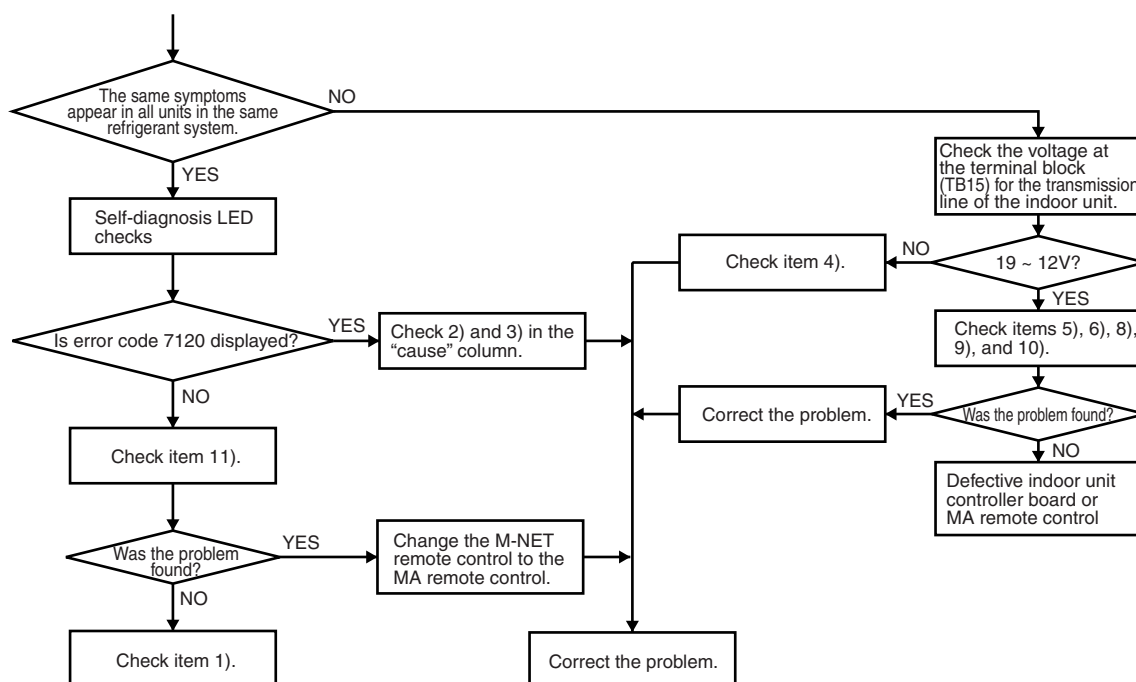 The same symptoms
appear in all units in the same
refrigerant system.
NO
YES
Self-diagnosis LED
checks
Is error code 7120 displayed?
YES
Check 2) and 3) in the
“cause” column.
NO
Check item 11).
Was the problem
found?
YES
Change the M-NET
remote control to the
MA remote control.
NO
Check item 1).
Check the voltage at
the terminal block
(TB15) for the transmission
line of the indoor unit.
19 ~ 12V?
NO
Check item 4).
YES
Check items 5), 6), 8),
9), and 10).
Was the problem found?
YES
Correct the problem.
NO
Defective indoor unit
controller board or
MA remote control
Correct the problem.